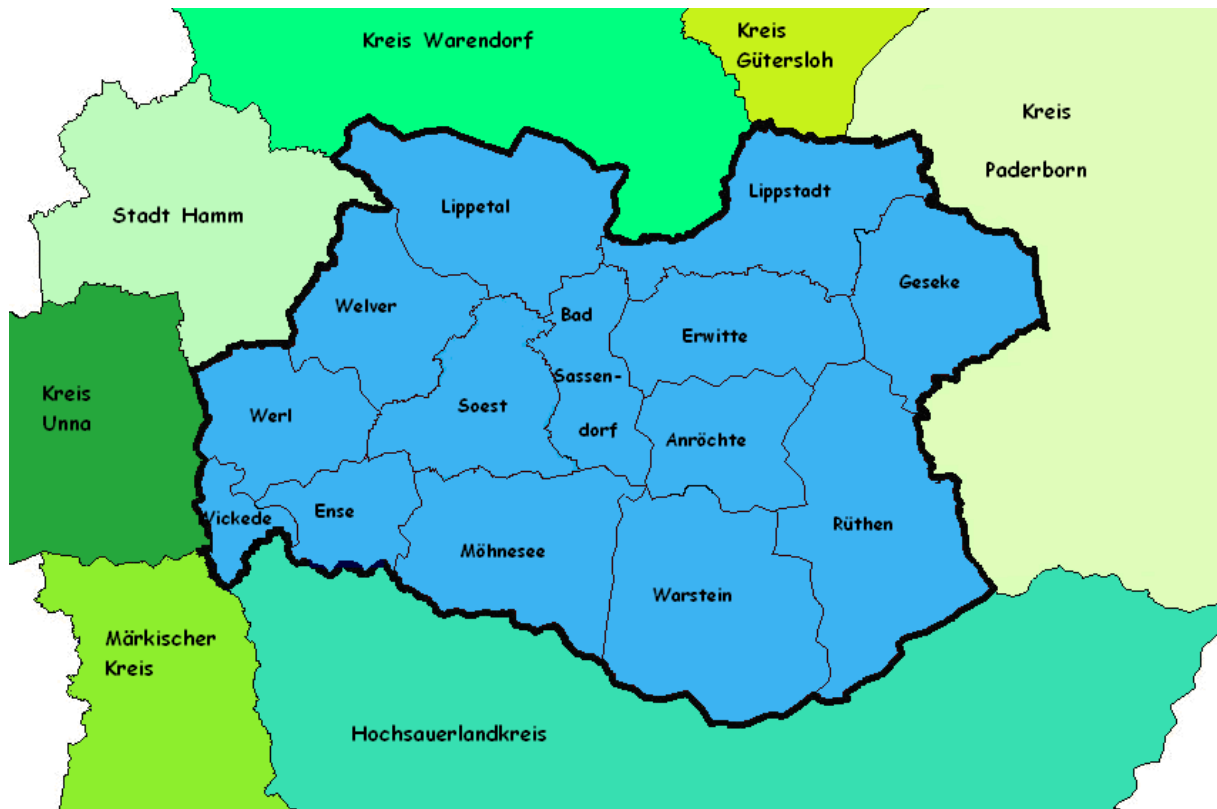 Kreis Warendorf
Kreis
Gütersloh
Kreis
Paderborn
Stadt Hamm
Lippetal
Lippstadt
Geseke
Welver
Bad
Sassen-
dorf
Erwitte
Kreis
Unna
Werl
Soest
Anröchte
Wickede
Ense
Möhnesee
Rüthen
Warstein
Märkischer
Kreis
Hochsauerlandkreis